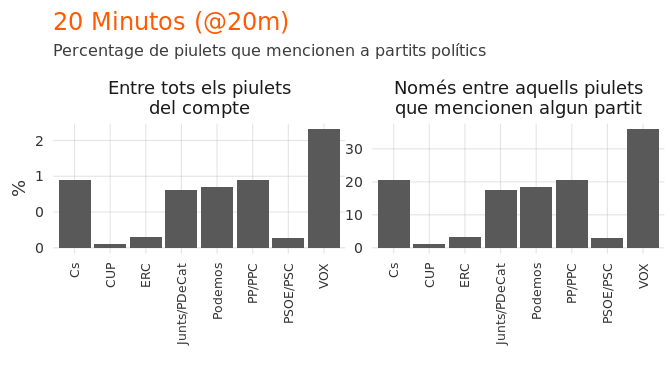 20 Minutos (@20m)
Percentage de piulets que mencionen a partits polítics
Entre tots els piulets
del compte
Només entre aquells piulets
que mencionen algun partit
%
2
1
0
0
30
20
10
0
Cs
CUP
ERC
Junts/PDeCat
Podemos
PP/PPC
PSOE/PSC
VOX
Cs
CUP
ERC
Junts/PDeCat
Podemos
PP/PPC
PSOE/PSC
VOX